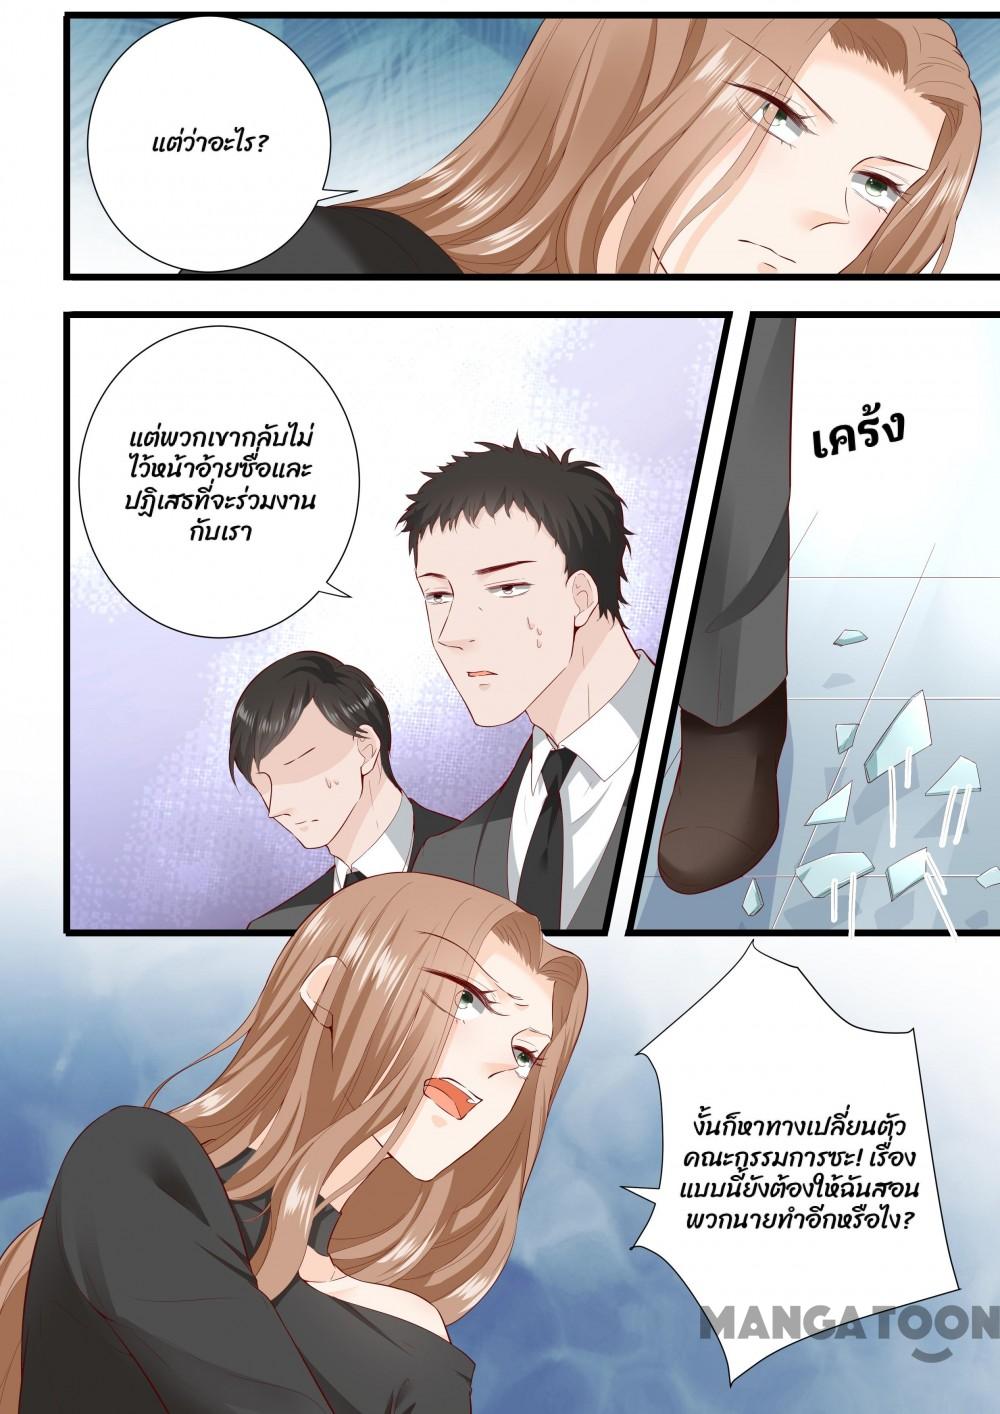 แต่ว่าอะไร?
แต่พวกเขากลับไม่
ไว้หน้าอ้ายซื่อและ
ปฏิเสธที่จะร่วมงาน
กับเรา
เคร้ง
งั้นก็หาทางเปลี่ยนตัว
คณะกรรมการซะ! เรื่อง
แบบนี้ยังต้องให้ฉันสอน
พวกนายทำอีกหรือไง?
MANGATOON